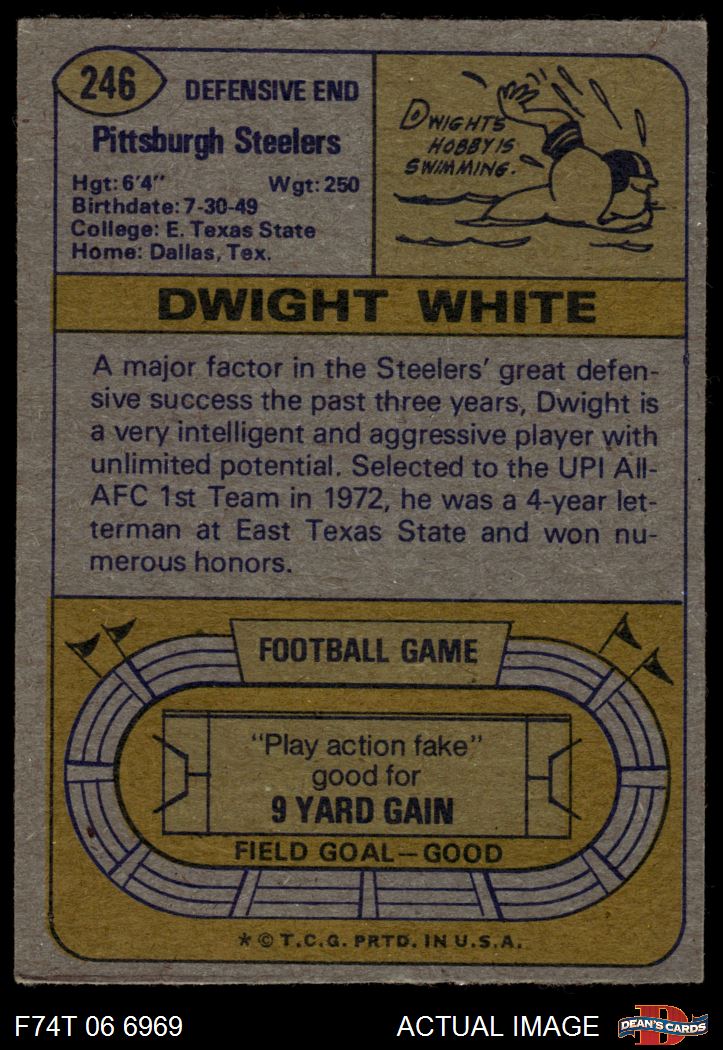 246
DEFENSIVE END
Pittsburgh Steelers
Hgt: 6'4" Wgt: 250
Birthdate: 7-30-49
College: E. Texas State
Home: Dallas, Tex.
DWIGHT'S
HOBBY IS
SWIMMING.
DWIGHT WHITE
A major factor in the Steelers' great defen-
sive success the past three years, Dwight is
a very intelligent and aggressive player with
unlimited potential. Selected to the UPI All-
AFC 1st Team in 1972, he was a 4-year let-
terman at East Texas State and won nu-
merous honors.
FOOTBALL GAME
"Play action fake"
good for
9 YARD GAIN
FIELD GOAL—GOOD
* © T.C.G. PRTD. IN U.S.A.
F74T 06 6969
ACTUAL IMAGE
D
DEAN'S CARDS